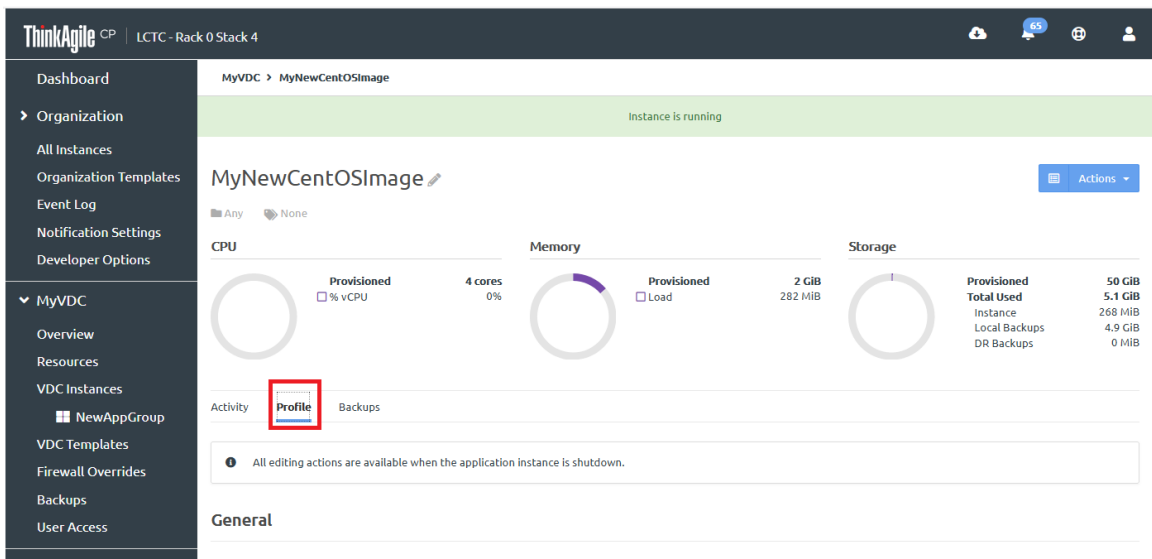 ThinkAgile CP | LCTC - Rack 0 Stack 4
65
Dashboard
Organization
All Instances
Organization Templates
Event Log
Notification Settings
Developer Options
MyVDC
Overview
Resources
VDC Instances
NewAppGroup
VDC Templates
Firewall Overrides
Backups
User Access
MyVDC > MyNewCentOSImage
Instance is running
MyNewCentOSImage
Actions
Any None
CPU
Provisioned 4 cores
% vCPU 0%
Memory
Provisioned 2 GiB
Load 282 MiB
Storage
Provisioned 50 GiB
Total Used 5.1 GiB
Instance 268 MiB
Local Backups 4.9 GiB
DR Backups 0 MiB
Activity Profile Backups
All editing actions are available when the application instance is shutdown.
General